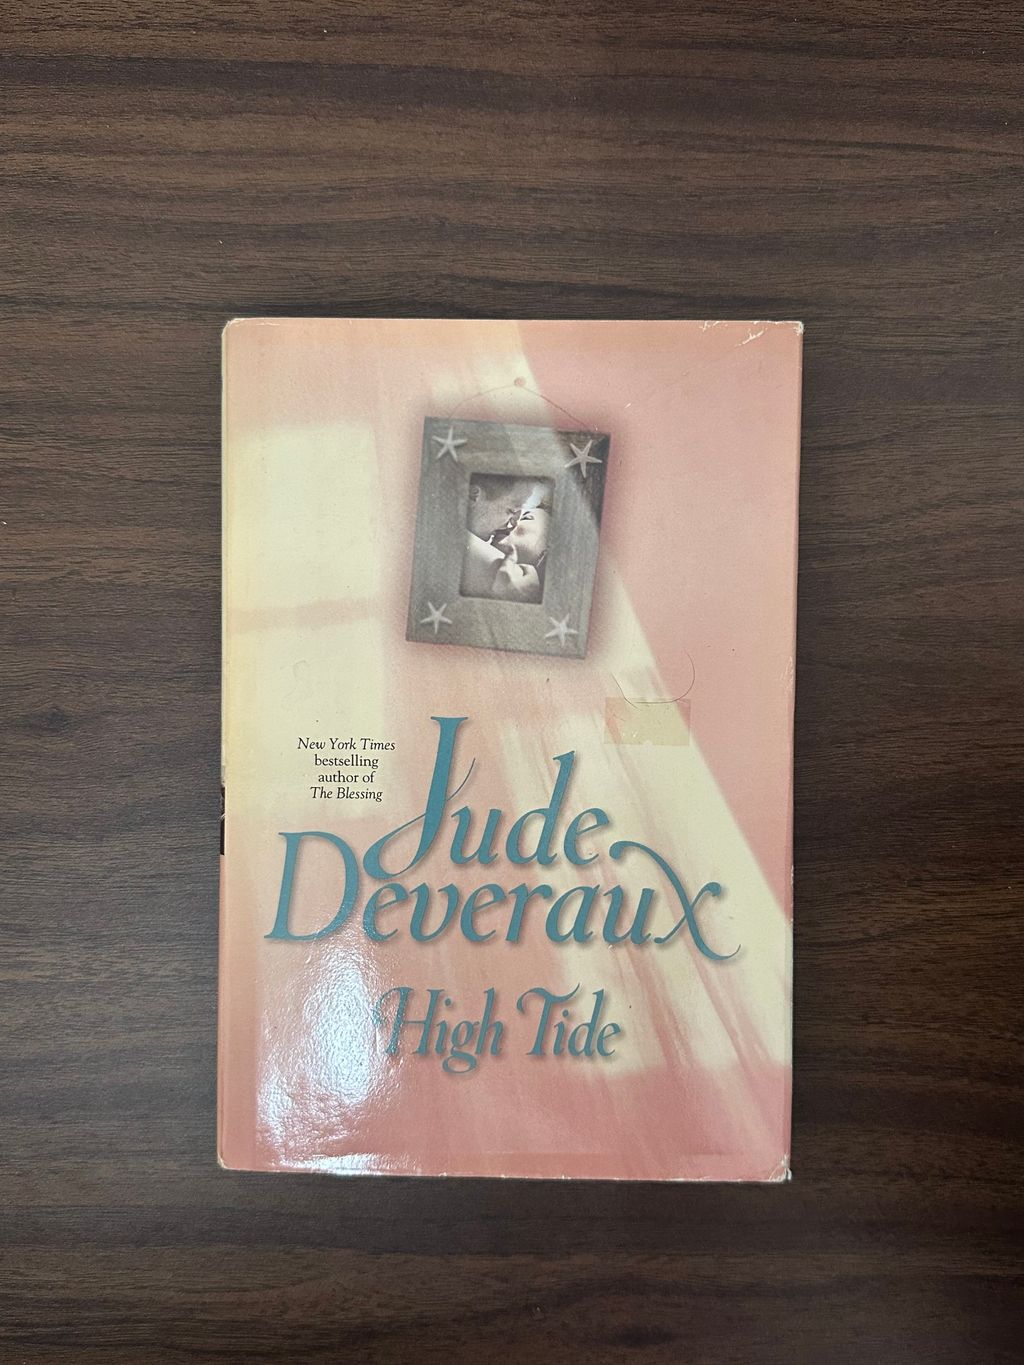 New York Times
bestselling
author of
The Blessing
Jude
Deveraux
High Tide